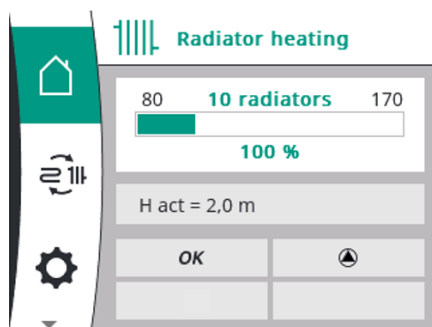 Radiator heating
80 10 radiators 170
100 %
H act = 2,0 m
OK